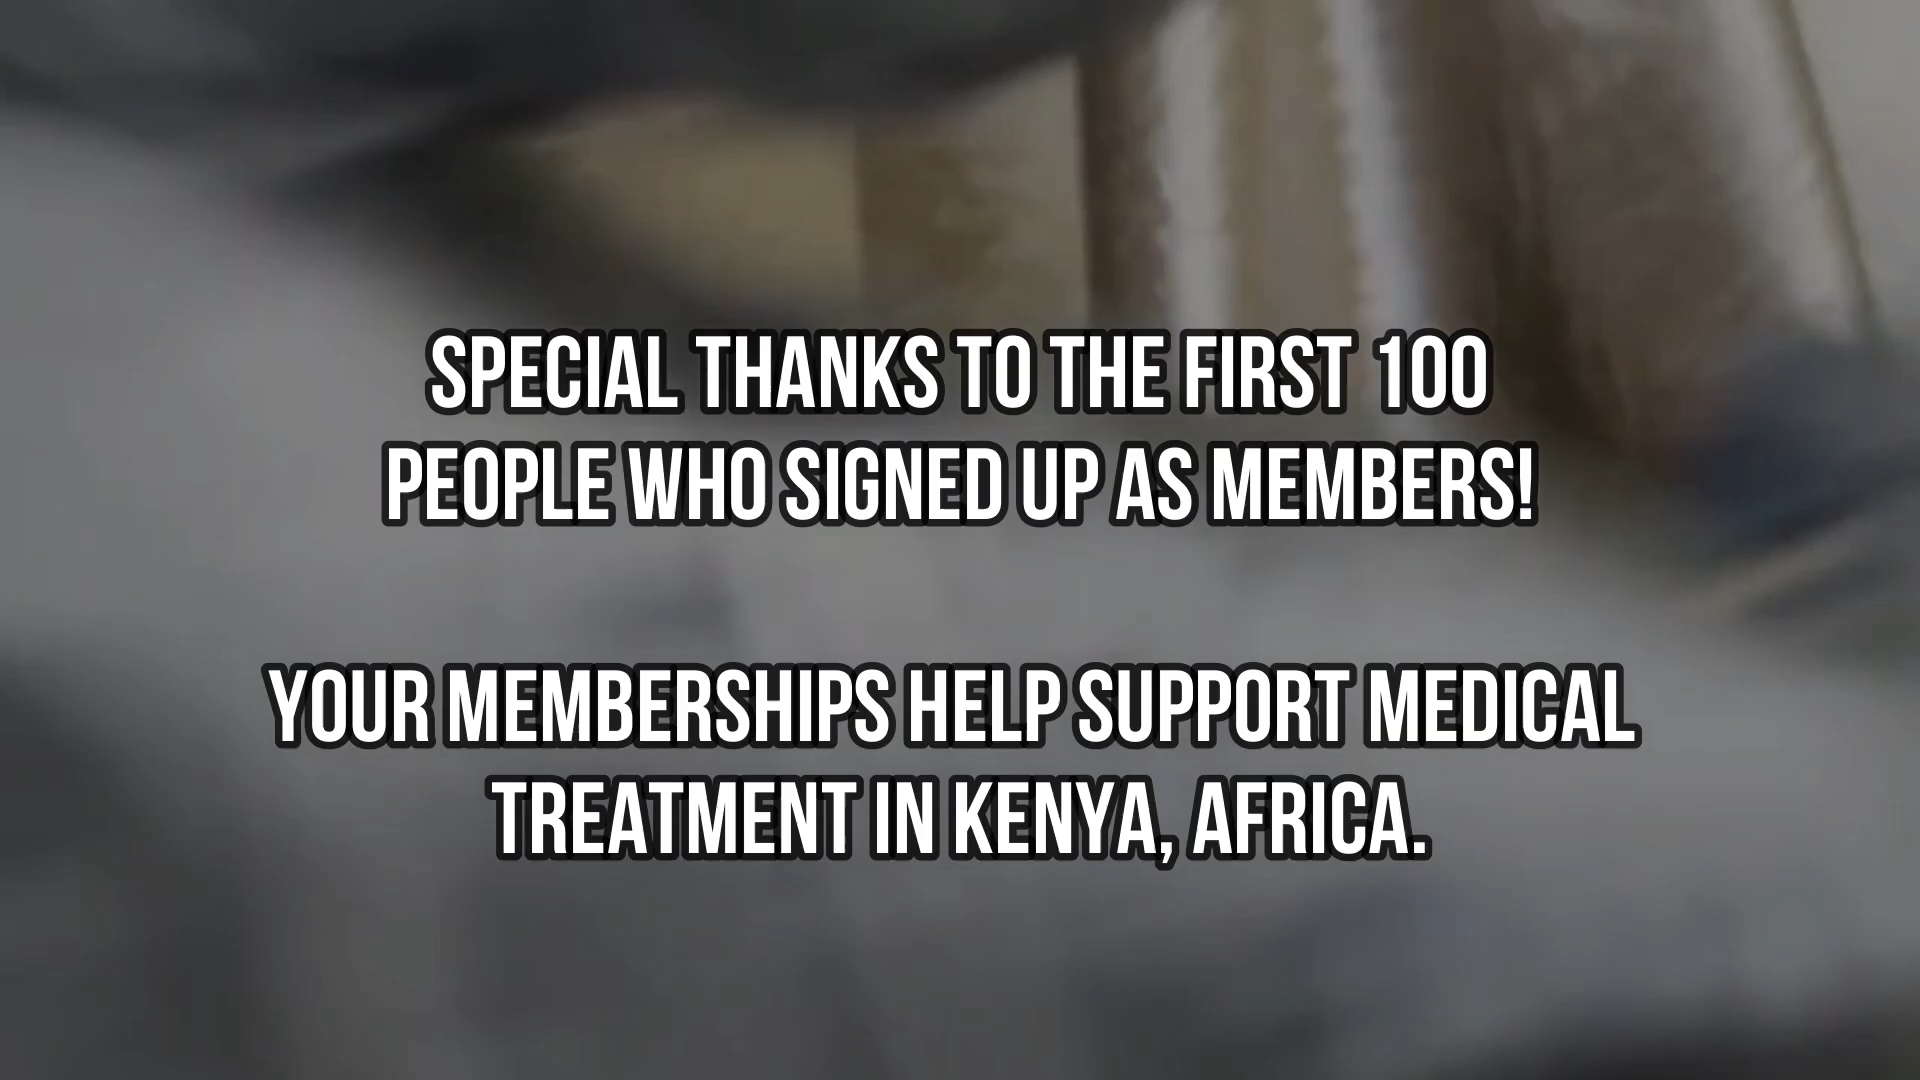 SPECIAL THANKS TO THE FIRST 100
PEOPLE WHO SIGNED UP AS MEMBERS!
YOUR MEMBERSHIPS HELP SUPPORT MEDICAL
TREATMENT IN KENYA, AFRICA.